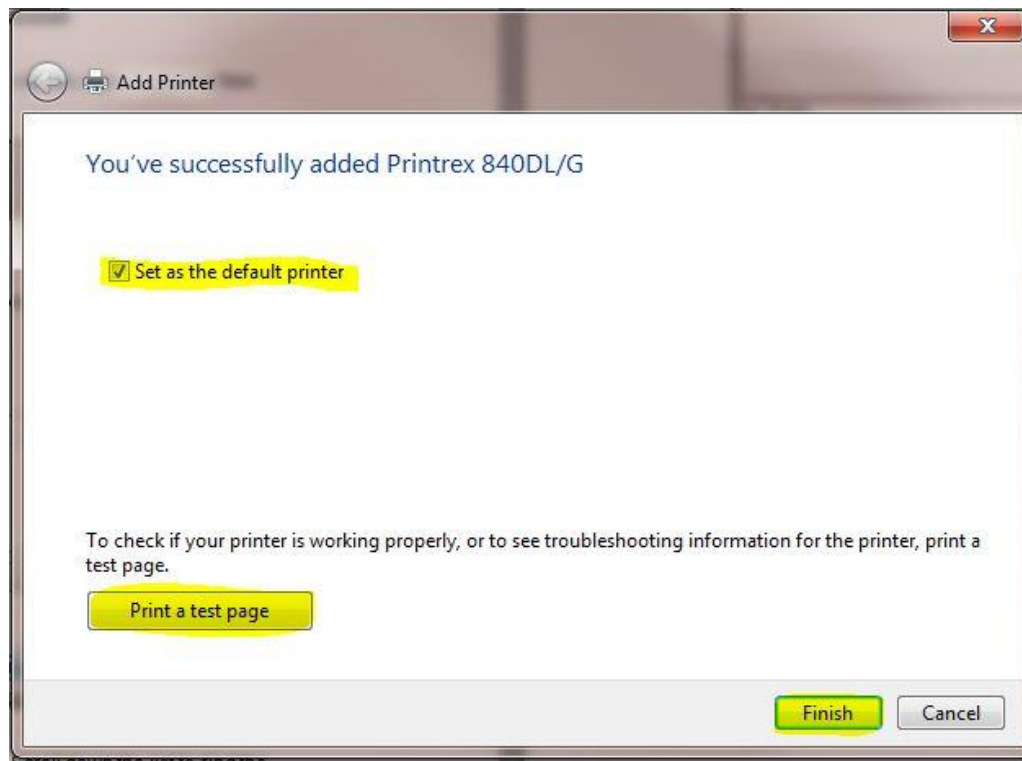 Add Printer
You've successfully added Printrex 840DL/G
Set as the default printer
To check if your printer is working properly, or to see troubleshooting information for the printer, print a
test page.
Print a test page
Finish
Cancel